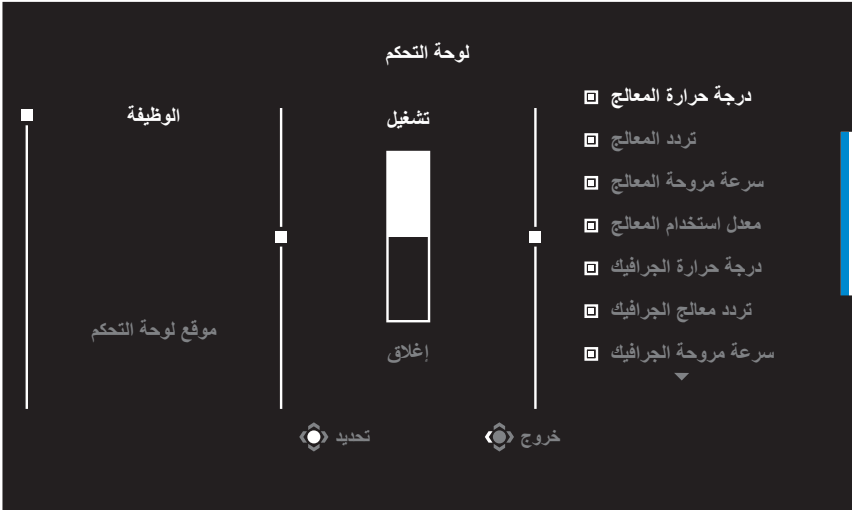 لوحة التحكم
الوظيفة
موقع لوحة التحكم
تشغيل
إغلاق
درجة حرارة المعالج
تردد المعالج
سرعة مروحة المعالج
معدل استخدام المعالج
درجة حرارة الجرافيك
تردد معالج الجرافيك
سرعة مروحة الجرافيك
تحديد
خروج